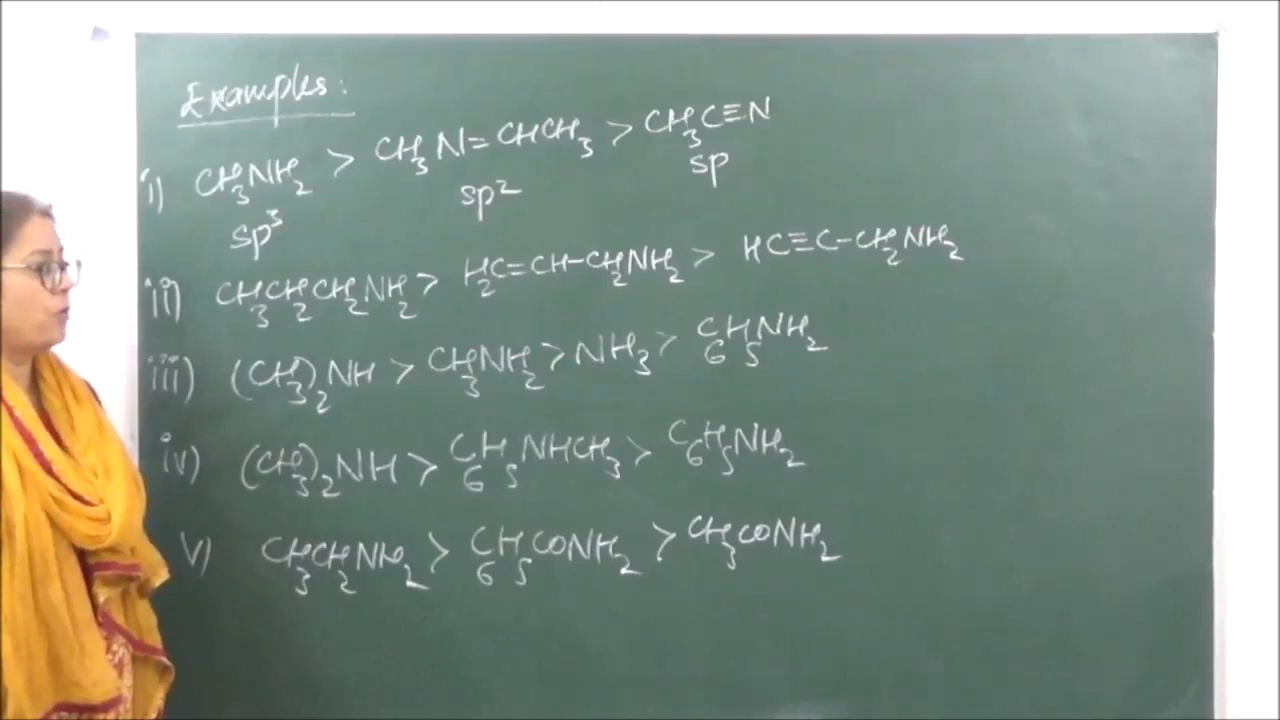 Examples:
i) CH₃NH₂ > CH₃N=CHCH₃ > CH₃C≡N
sp³ sp² sp
ii) CH₃CH₂CH₂NH₂ > H₂C=CH-CH₂NH₂ > HC≡C-CH₂NH₂
iii) (CH₃)₂NH > CH₃NH₂ > NH₃ > C₆H₅NH₂
iv) (CH₃)₂NH > C₆H₅NHCH₃ > C₆H₅NH₂
v) CH₃CH₂NH₂ > C₆H₅CONH₂ > CH₃CONH₂